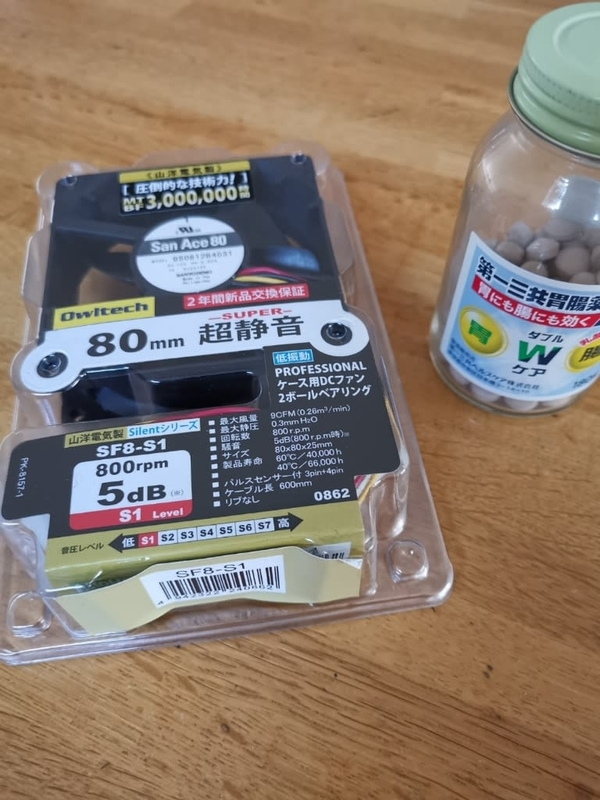 〈山洋電気製〉
[ 圧倒的な技術力! ]
MTBF 3,000,000時間
San Ace 80
2年間新品交換保証
Owltech
-SUPER-
80mm 超静音
低振動
PROFESSIONAL
ケース用DCファン
2ボールベアリング
山洋電気製 Silentシリーズ
SF8-S1
800rpm
5dB(※)
S1 Level
■ 最大風量 9CFM(0.26m³/min)
■ 最大静圧 0.3mmH₂O
■ 回転数 800r.p.m
■ 騒音 5dB(800r.p.m時)※
■ サイズ 80x80x25mm
■ 製品寿命 60℃/40,000h
40℃/66,000h
■ パルスセンサー付 3pin+4pin
■ ケーブル長 600mm
■ リブなし
0862
PK-8157-1
音圧レベル 低 S1 S2 S3 S4 S5 S6 S7 高
SF8-S1
第一三共胃腸薬
胃にも腸にも効く
胃
ダブル
W
ケア
腸